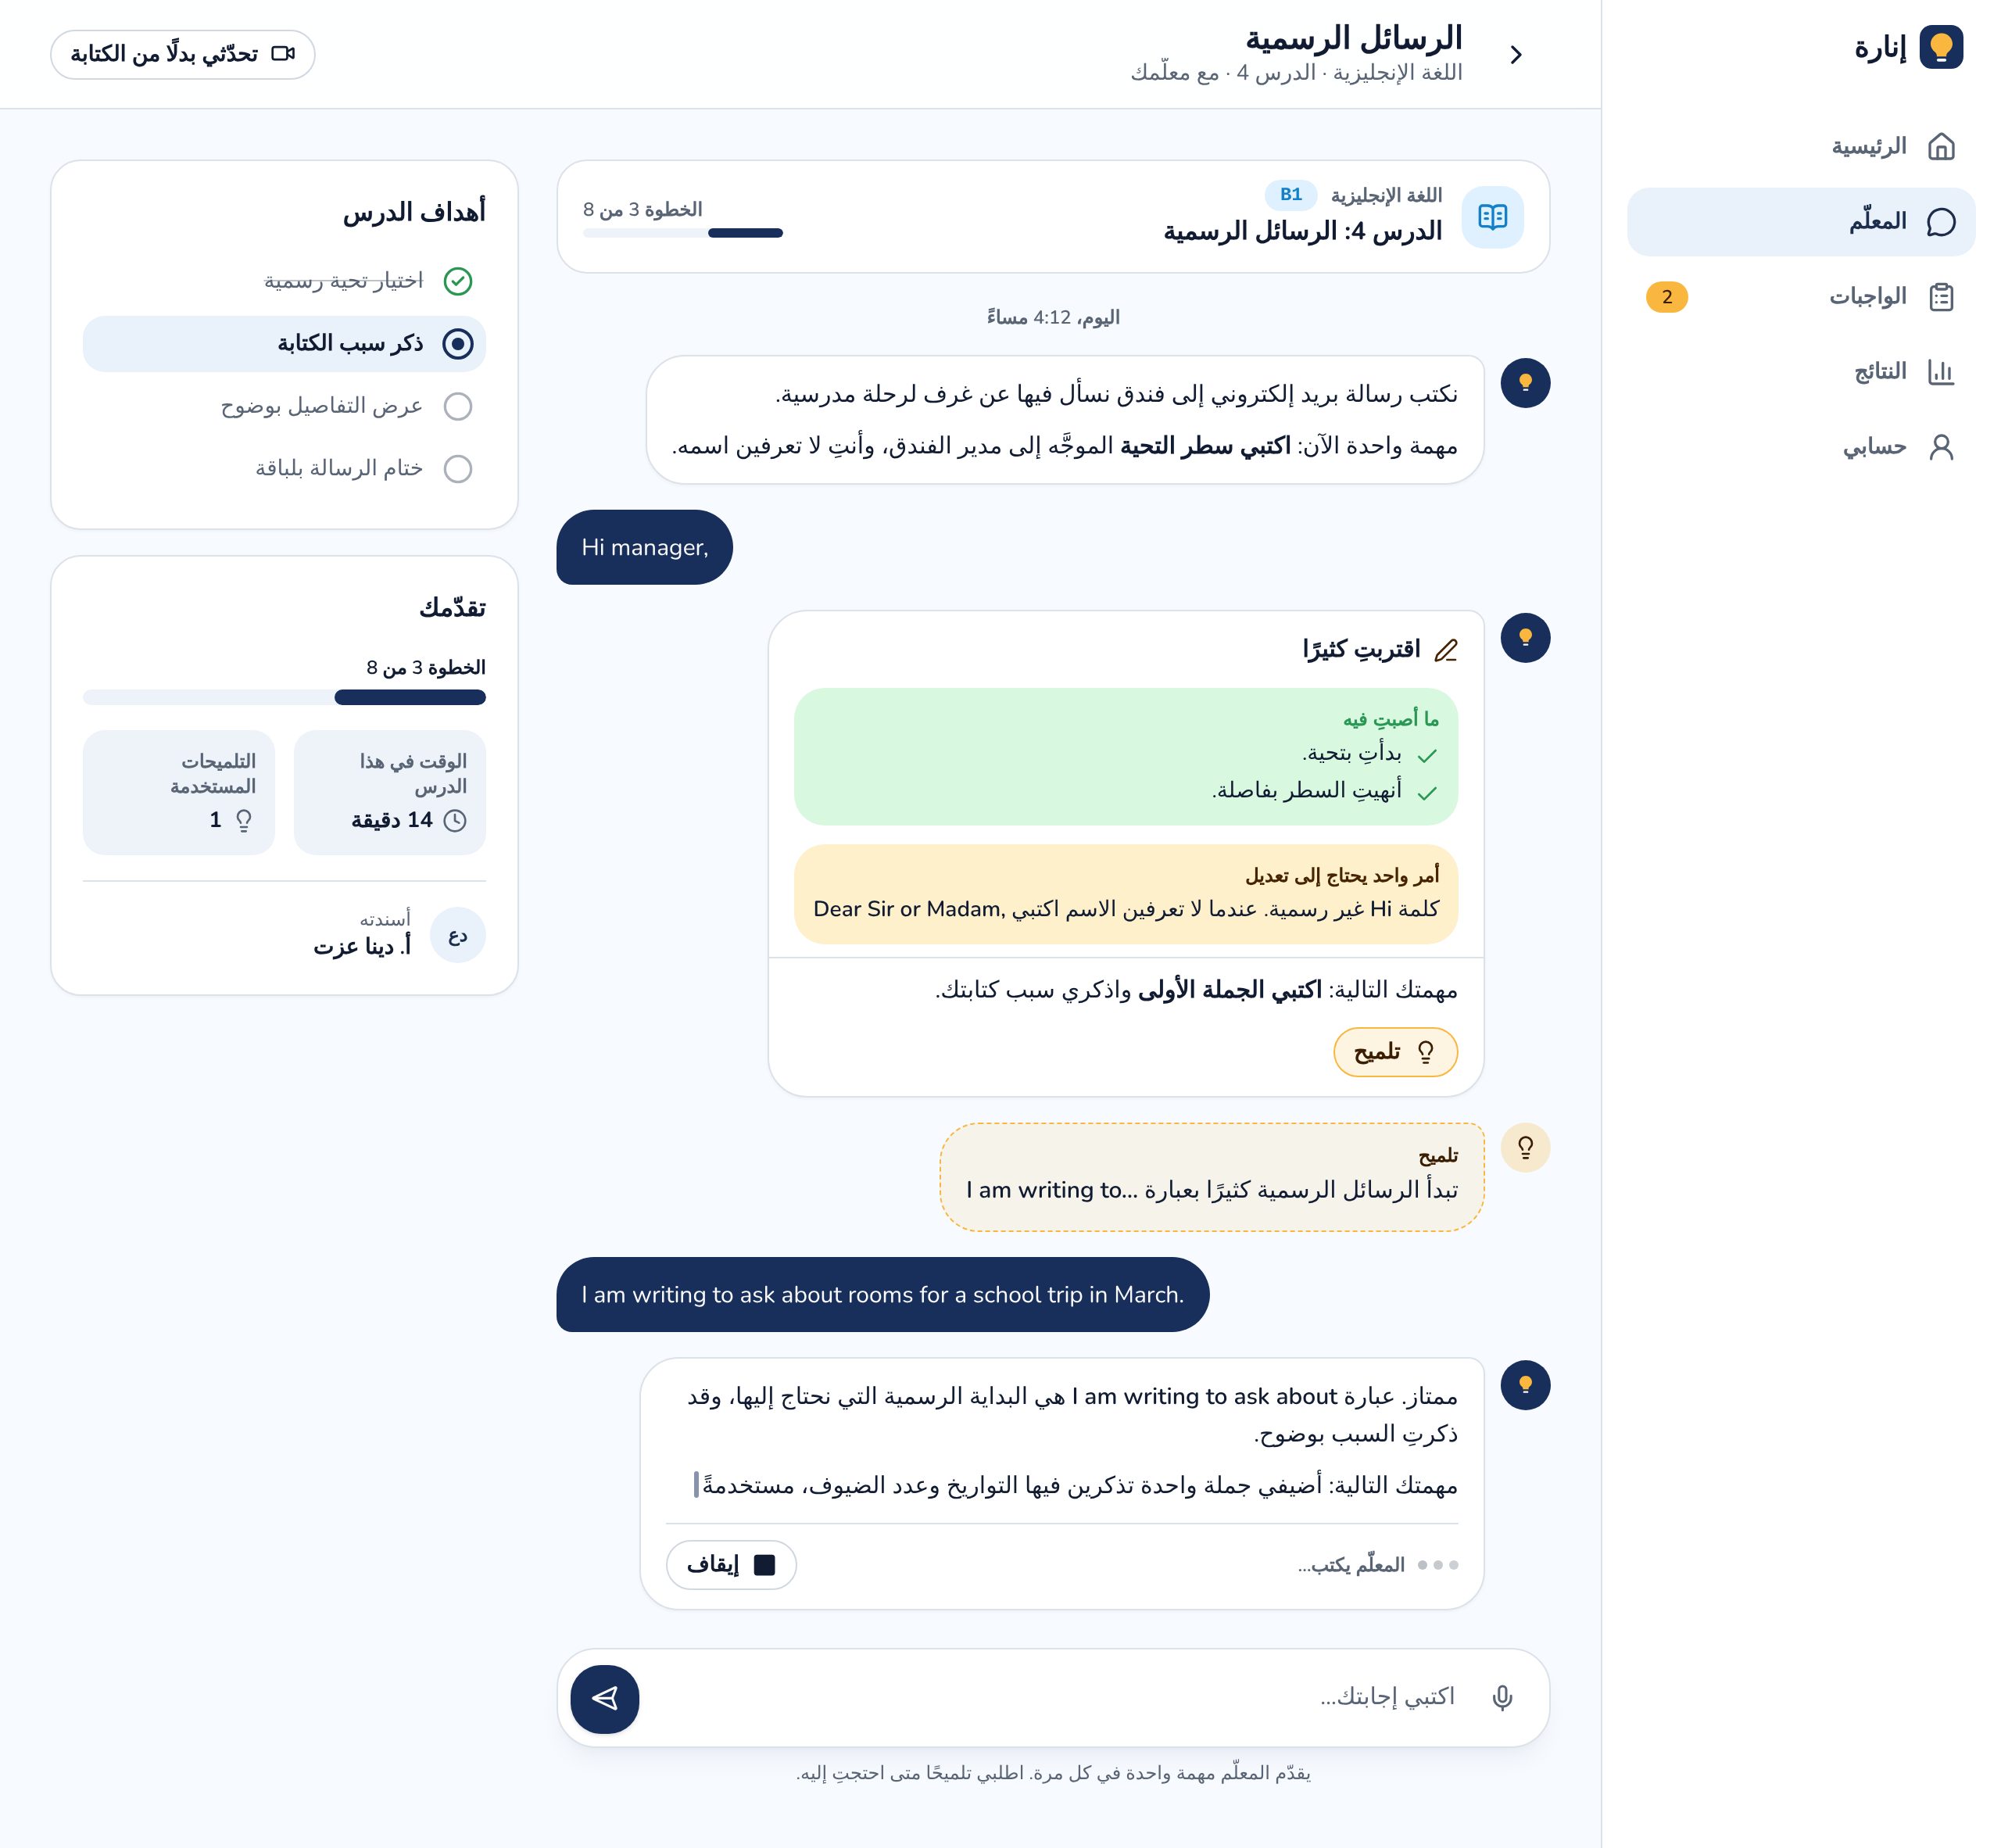 إنارة
الرئيسية
المعلّم
الواجبات
2
النتائج
حسابي
الرسائل الرسمية
اللغة الإنجليزية · الدرس 4 · مع معلّمك
تحدّثي بدلًا من الكتابة
اللغة الإنجليزية B1
الدرس 4: الرسائل الرسمية
الخطوة 3 من 8
اليوم، 4:12 مساءً
نكتب رسالة بريد إلكتروني إلى فندق نسأل فيها عن غرف لرحلة مدرسية.
مهمة واحدة الآن: اكتبي سطر التحية الموجَّه إلى مدير الفندق، وأنتِ لا تعرفين اسمه.
Hi manager,
اقتربتِ كثيرًا
ما أصبتِ فيه
بدأتِ بتحية.
أنهيتِ السطر بفاصلة.
أمر واحد يحتاج إلى تعديل
كلمة Hi غير رسمية. عندما لا تعرفين الاسم اكتبي Dear Sir or Madam,
مهمتك التالية: اكتبي الجملة الأولى واذكري سبب كتابتك.
تلميح
تلميح
تبدأ الرسائل الرسمية كثيرًا بعبارة I am writing to…
I am writing to ask about rooms for a school trip in March.
ممتاز. عبارة I am writing to ask about هي البداية الرسمية التي نحتاج إليها، وقد
ذكرتِ السبب بوضوح.
مهمتك التالية: أضيفي جملة واحدة تذكرين فيها التواريخ وعدد الضيوف، مستخدمةً
المعلّم يكتب…
إيقاف
اكتبي إجابتك…
يقدّم المعلّم مهمة واحدة في كل مرة. اطلبي تلميحًا متى احتجتِ إليه.
أهداف الدرس
اختيار تحية رسمية
ذكر سبب الكتابة
عرض التفاصيل بوضوح
ختام الرسالة بلباقة
تقدّمك
الخطوة 3 من 8
الوقت في هذا
الدرس
14 دقيقة
التلميحات
المستخدمة
1
دع
أسندته
أ. دينا عزت